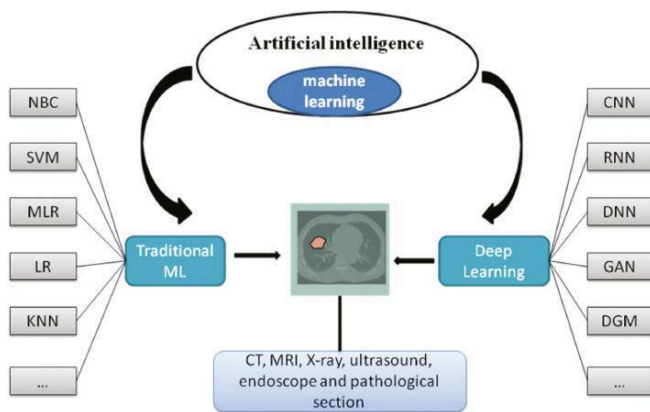 Artificial intelligence
machine
learning
NBC
SVM
MLR
LR
KNN
...
Traditional
ML
Deep
Learning
CNN
RNN
DNN
GAN
DGM
...
CT, MRI, X-ray, ultrasound,
endoscope and pathological
section